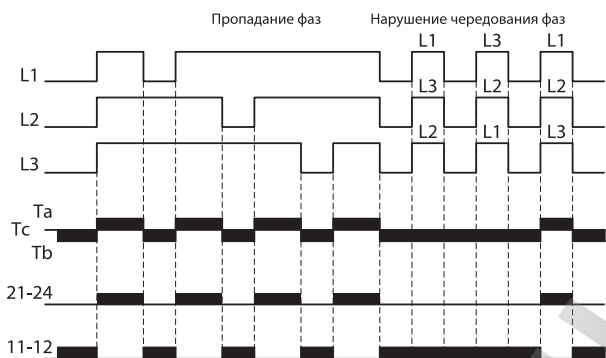 Пропадание фаз
Нарушение чередования фаз
L1 L3 L1
L1
L3 L2 L2
L2
L2 L1 L3
L3
Ta
Tc
Tb
21-24
11-12